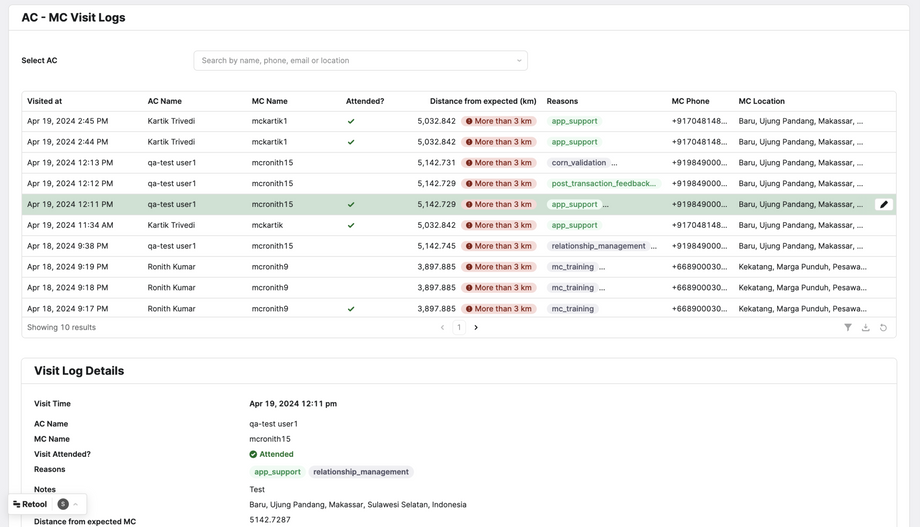 AC - MC Visit Logs
Select AC
Search by name, phone, email or location
Visited at AC Name MC Name Attended? Distance from expected (km) Reasons MC Phone MC Location
Apr 19, 2024 2:45 PM Kartik Trivedi mckartik1 5,032.842 More than 3 km app_support +917048148... Baru, Ujung Pandang, Makassar, ...
Apr 19, 2024 2:44 PM Kartik Trivedi mckartik1 5,032.842 More than 3 km app_support +917048148... Baru, Ujung Pandang, Makassar, ...
Apr 19, 2024 12:13 PM qa-test user1 mcronith15 5,142.731 More than 3 km corn_validation ... +919849000... Baru, Ujung Pandang, Makassar, ...
Apr 19, 2024 12:12 PM qa-test user1 mcronith15 5,142.729 More than 3 km post_transaction_feedback... +919849000... Baru, Ujung Pandang, Makassar, ...
Apr 19, 2024 12:11 PM qa-test user1 mcronith15 5,142.729 More than 3 km app_support ... +919849000... Baru, Ujung Pandang, Makassar, ...
Apr 19, 2024 11:34 AM Kartik Trivedi mckartik 5,032.842 More than 3 km app_support +917048148... Baru, Ujung Pandang, Makassar, ...
Apr 18, 2024 9:38 PM qa-test user1 mcronith15 5,142.745 More than 3 km relationship_management ... +919849000... Baru, Ujung Pandang, Makassar, ...
Apr 18, 2024 9:19 PM Ronith Kumar mcronith9 3,897.885 More than 3 km mc_training ... +668900030... Kekatang, Marga Punduh, Pesawa...
Apr 18, 2024 9:18 PM Ronith Kumar mcronith9 3,897.885 More than 3 km mc_training ... +668900030... Kekatang, Marga Punduh, Pesawa...
Apr 18, 2024 9:17 PM Ronith Kumar mcronith9 3,897.885 More than 3 km mc_training +668900030... Kekatang, Marga Punduh, Pesawa...
Showing 10 results 1
Visit Log Details
Visit Time Apr 19, 2024 12:11 pm
AC Name qa-test user1
MC Name mcronith15
Visit Attended? Attended
Reasons app_support relationship_management
Notes Test
Retool 5 Baru, Ujung Pandang, Makassar, Sulawesi Selatan, Indonesia
Distance from expected MC 5142.7287